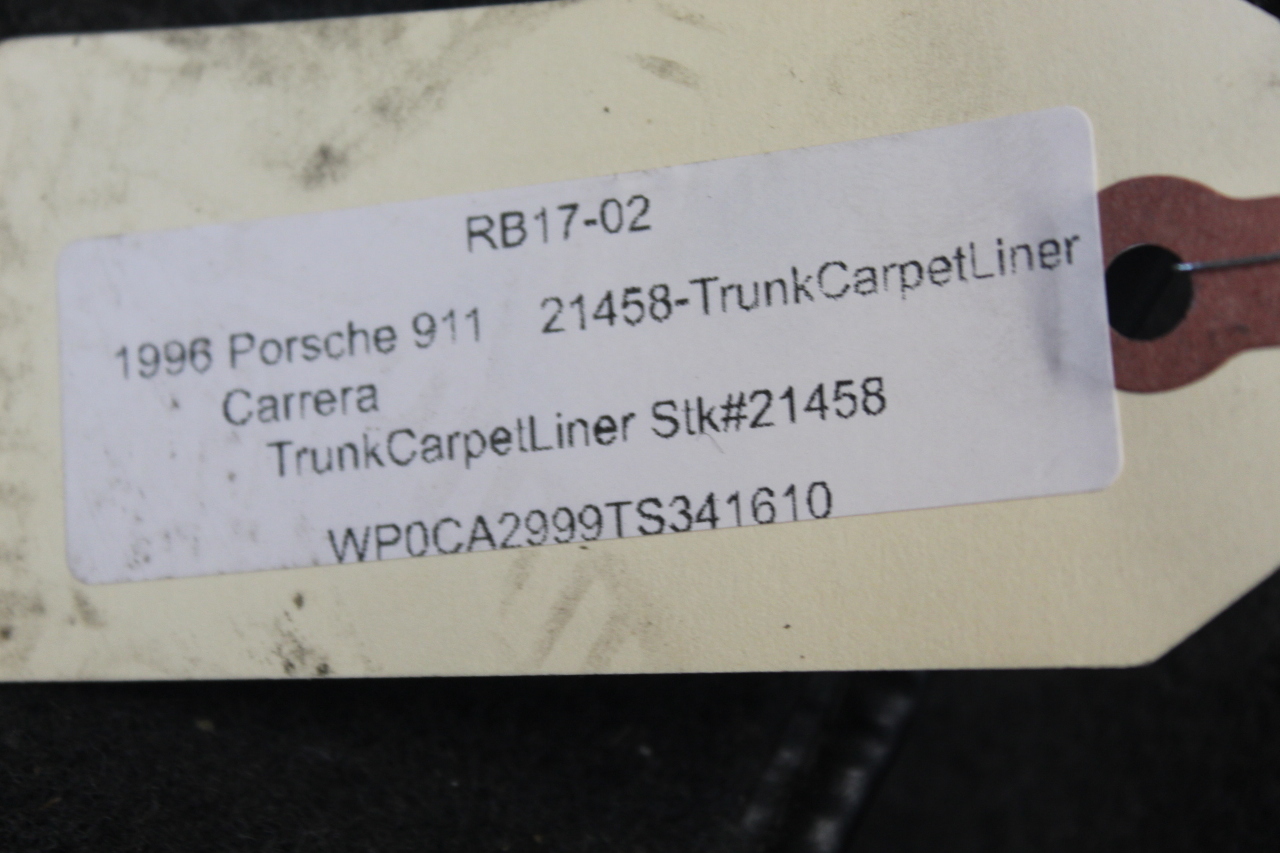 RB17-02
1996 Porsche 911 21458-TrunkCarpetLiner
Carrera
TrunkCarpetLiner Stk#21458
WP0CA2999TS341610